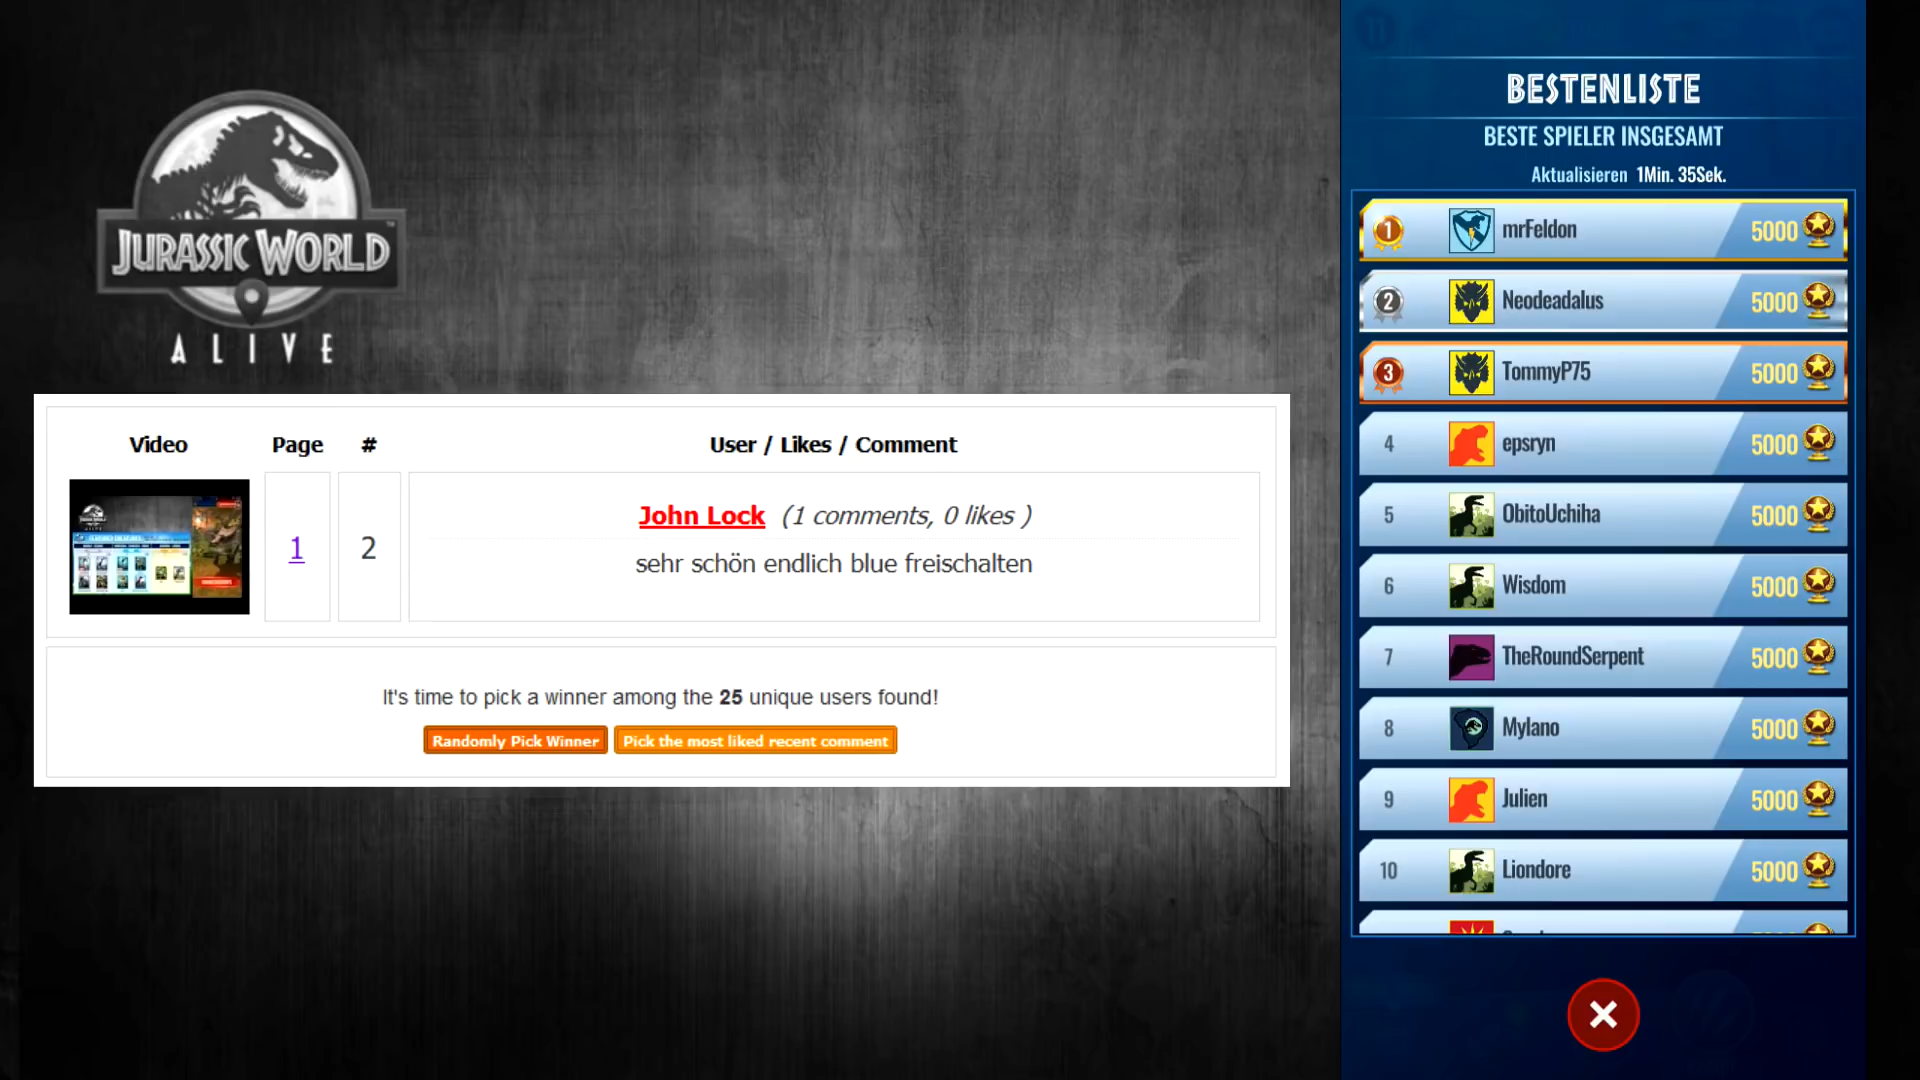 JURASSIC WORLD
ALIVE
Video Page # User / Likes / Comment
1 2 John Lock (1 comments, 0 likes )
sehr schön endlich blue freischalten
It's time to pick a winner among the 25 unique users found!
Randomly Pick Winner Pick the most liked recent comment
BESTENLISTE
BESTE SPIELER INSGESAMT
Aktualisieren 1Min. 35Sek.
1 mrFeldon 5000
2 Neodeadalus 5000
3 TommyP75 5000
4 epsryn 5000
5 ObitoUchiha 5000
6 Wisdom 5000
7 TheRoundSerpent 5000
8 Mylano 5000
9 Julien 5000
10 Liondore 5000